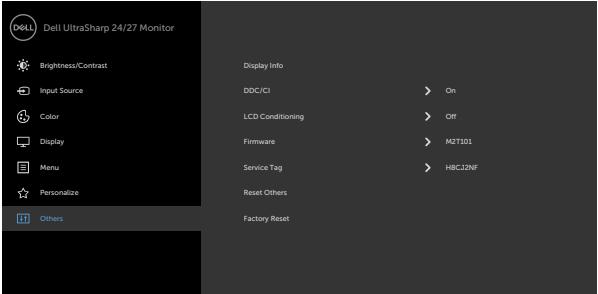 DELL Dell UltraSharp 24/27 Monitor
Brightness/Contrast
Input Source
Color
Display
Menu
Personalize
Others
Display Info
DDC/CI > On
LCD Conditioning > Off
Firmware > M2T101
Service Tag > H8CJ2NF
Reset Others
Factory Reset